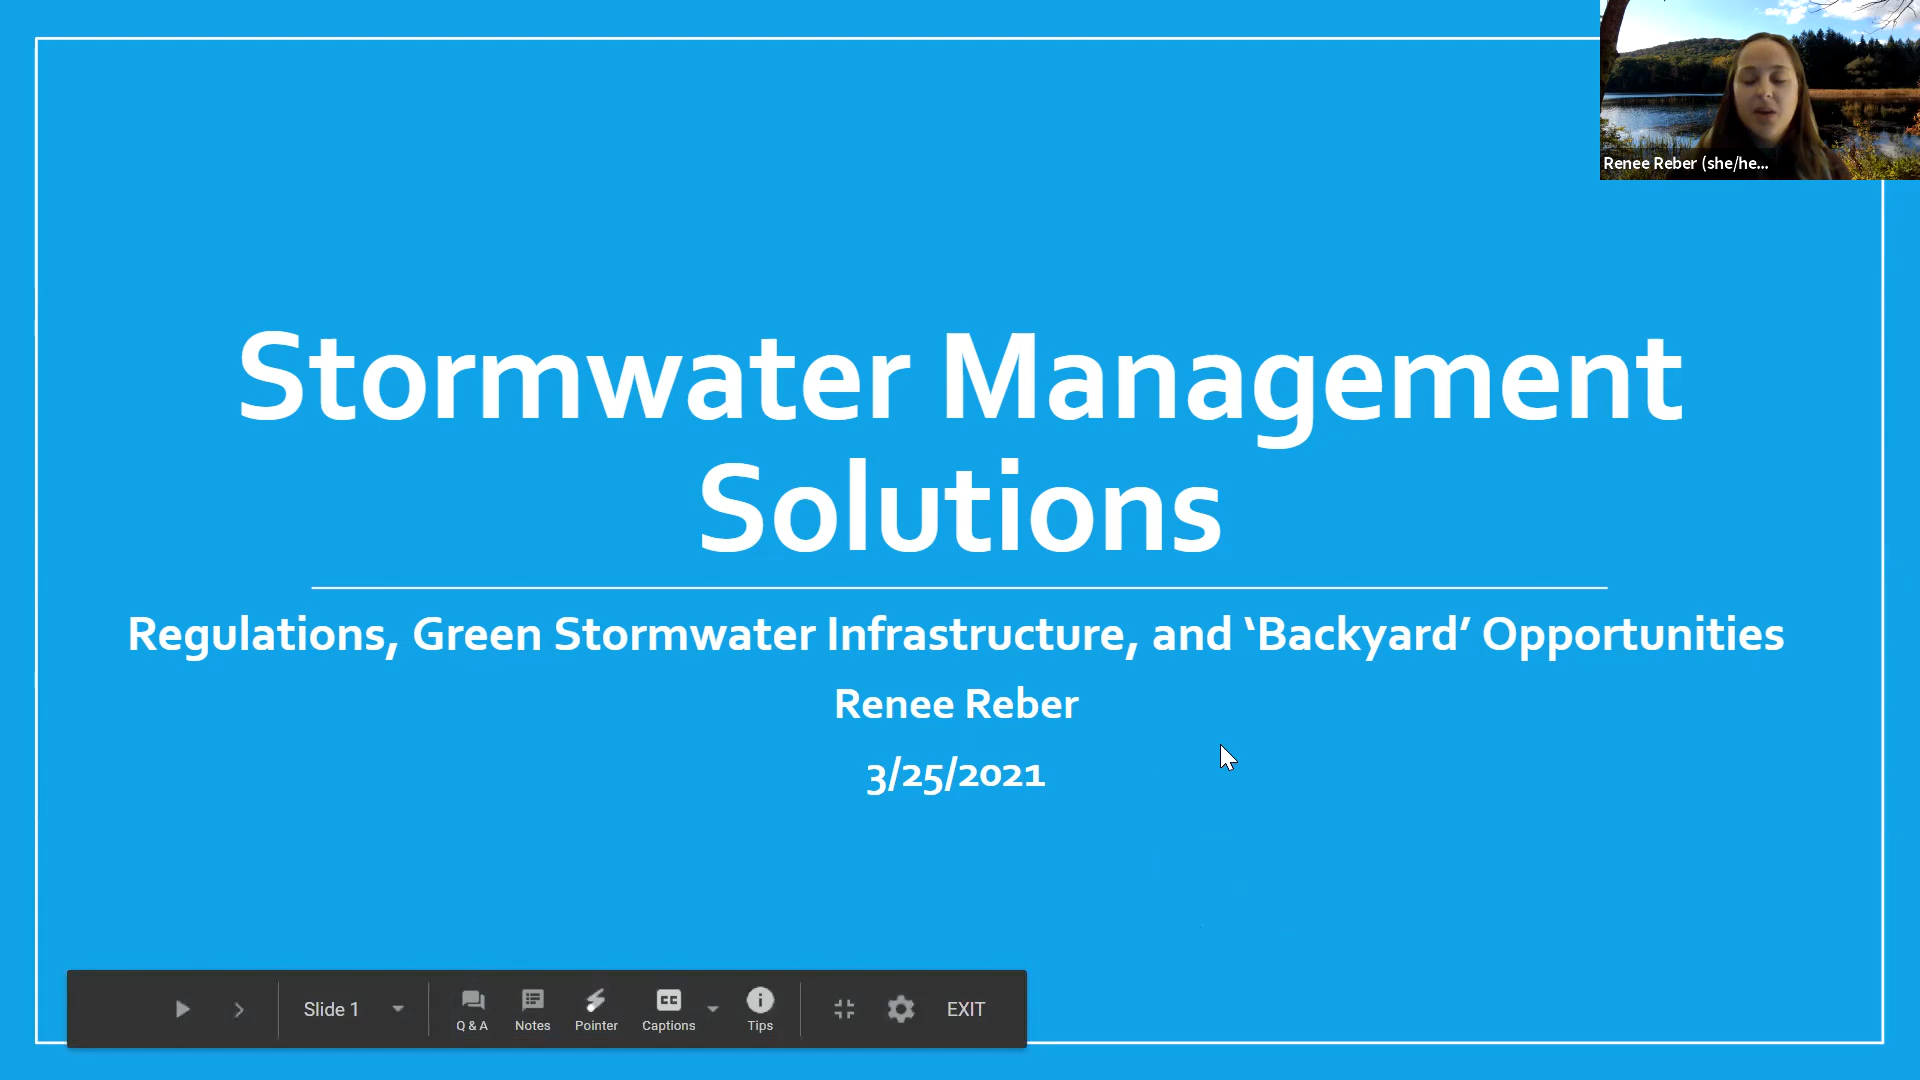 Renee Reber (she/he...
Stormwater Management
Solutions
Regulations, Green Stormwater Infrastructure, and ‘Backyard’ Opportunities
Renee Reber
3/25/2021
Slide 1
Q & A
Notes
Pointer
Captions
Tips
EXIT